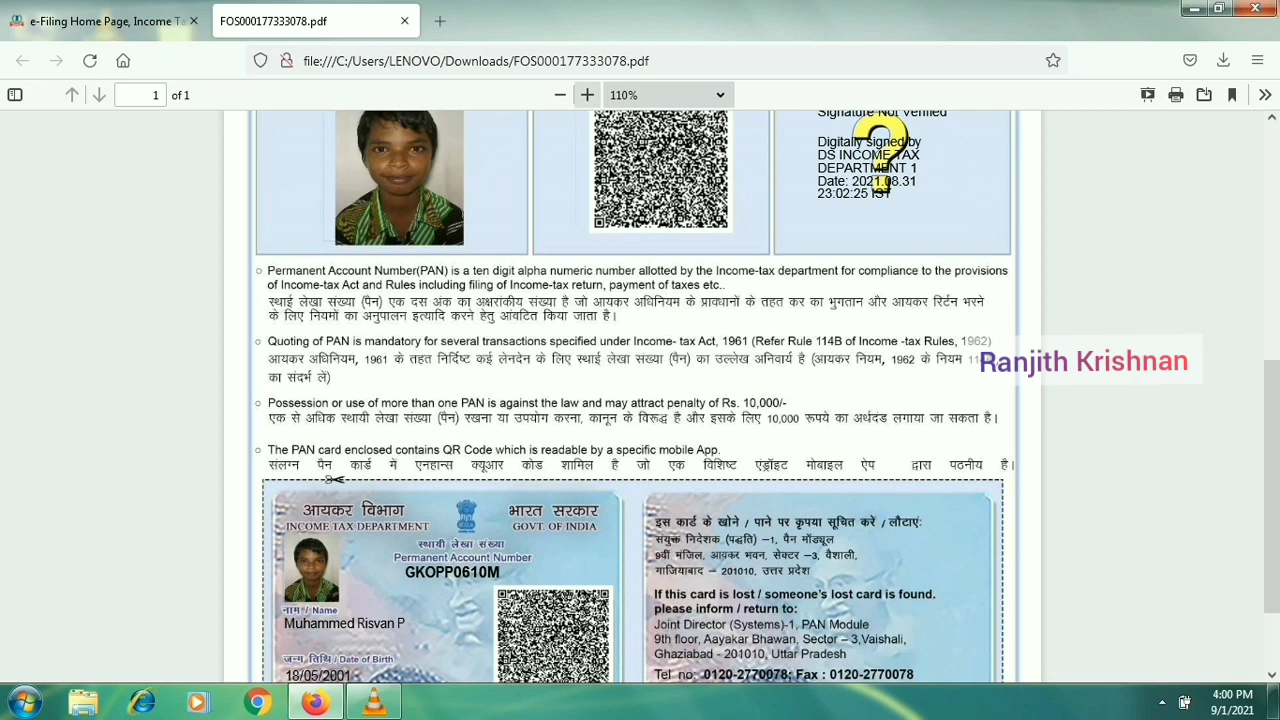 e-Filing Home Page, Income Ta
FOS000177333078.pdf
file:///C:/Users/LENOVO/Downloads/FOS000177333078.pdf
1 of 1
110%
Signature Not Verified
Digitally signed by
DS INCOME TAX
DEPARTMENT 1
Date: 2021.08.31
23:02:25 IST
Permanent Account Number(PAN) is a ten digit alpha numeric number allotted by the Income-tax department for compliance to the provisions
of Income-tax Act and Rules including filing of Income-tax return, payment of taxes etc..
स्थाई लेखा संख्या (पैन) एक दस अंक का अक्षरांकीय संख्या है जो आयकर अधिनियम के प्रावधानों के तहत कर का भुगतान और आयकर रिर्टन भरने
के लिए नियमों का अनुपालन इत्यादि करने हेतु आंवटित किया जाता है।
Quoting of PAN is mandatory for several transactions specified under Income- tax Act, 1961 (Refer Rule 114B of Income -tax Rules, 1962)
आयकर अधिनियम, 1961 के तहत निर्दिष्ट कई लेनदेन के लिए स्थाई लेखा संख्या (पैन) का उल्लेख अनिवार्य है (आयकर नियम, 1962 के नियम
Ranjith Krishnan
का संदर्भ लें)
Possession or use of more than one PAN is against the law and may attract penalty of Rs. 10,000/-
एक से अधिक स्थायी लेखा संख्या (पैन) रखना या उपयोग करना, कानून के विरूद्ध है और इसके लिए 10,000 रूपये का अर्थदंड लगाया जा सकता है।
The PAN card enclosed contains QR Code which is readable by a specific mobile App.
संलग्न पैन कार्ड में एनहान्स क्यूआर कोड शामिल है जो एक विशिष्ट एंड्रॉइट मोबाइल ऐप द्वारा पठनीय है।
आयकर विभाग
INCOME TAX DEPARTMENT
भारत सरकार
GOVT. OF INDIA
स्थायी लेखा संख्या
Permanent Account Number
GKOPP0610M
नाम / Name
Muhammed Risvan P
जन्म तिथि / Date of Birth
18/05/2001
इस कार्ड के खोने / पाने पर कृपया सूचित करें / लौटाएं:
संयुक्त निदेशक (पद्धति) –1, पैन मॉड्यूल
9वीं मंजिल, आयकर भवन, सेक्टर –3, वैशाली,
गाजियाबाद – 201010, उत्तर प्रदेश
If this card is lost / someone's lost card is found.
please inform / return to:
Joint Director (Systems)-1, PAN Module
9th floor, Aayakar Bhawan, Sector – 3,Vaishali,
Ghaziabad - 201010, Uttar Pradesh
Tel no: 0120-2770078; Fax : 0120-2770078
4:00 PM
9/1/2021